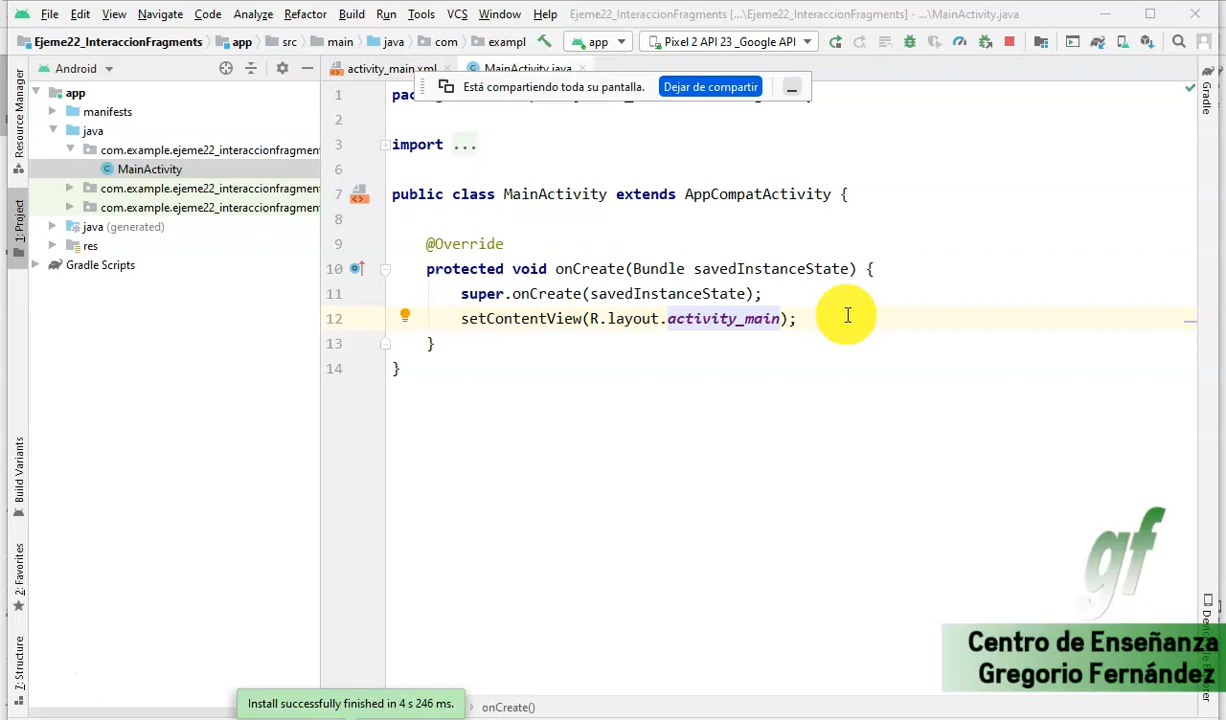 File Edit View Navigate Code Analyze Refactor Build Run Tools VCS Window Help Ejeme22_InteraccionFragments [...\Ejeme22_InteraccionFragments] - ...\MainActivity.java
Ejeme22_InteraccionFragments app src main java com exampl app Pixel 2 API 23 _Google API
Android
activity_main.xml MainActivity.java
Está compartiendo toda su pantalla. Dejar de compartir
app
manifests
java
com.example.ejeme22_interaccionfragment
MainActivity
com.example.ejeme22_interaccionfragment
com.example.ejeme22_interaccionfragment
java (generated)
res
Gradle Scripts
Resource Manager
1: Project
Build Variants
2: Favorites
7: Structure
1
2
3 import ...
6
7 public class MainActivity extends AppCompatActivity {
8
9 @Override
10 protected void onCreate(Bundle savedInstanceState) {
11 super.onCreate(savedInstanceState);
12 setContentView(R.layout.activity_main);
13 }
14 }
Gradle
gf
Centro de Enseñanza
Gregorio Fernández
Install successfully finished in 4 s 246 ms.
onCreate()